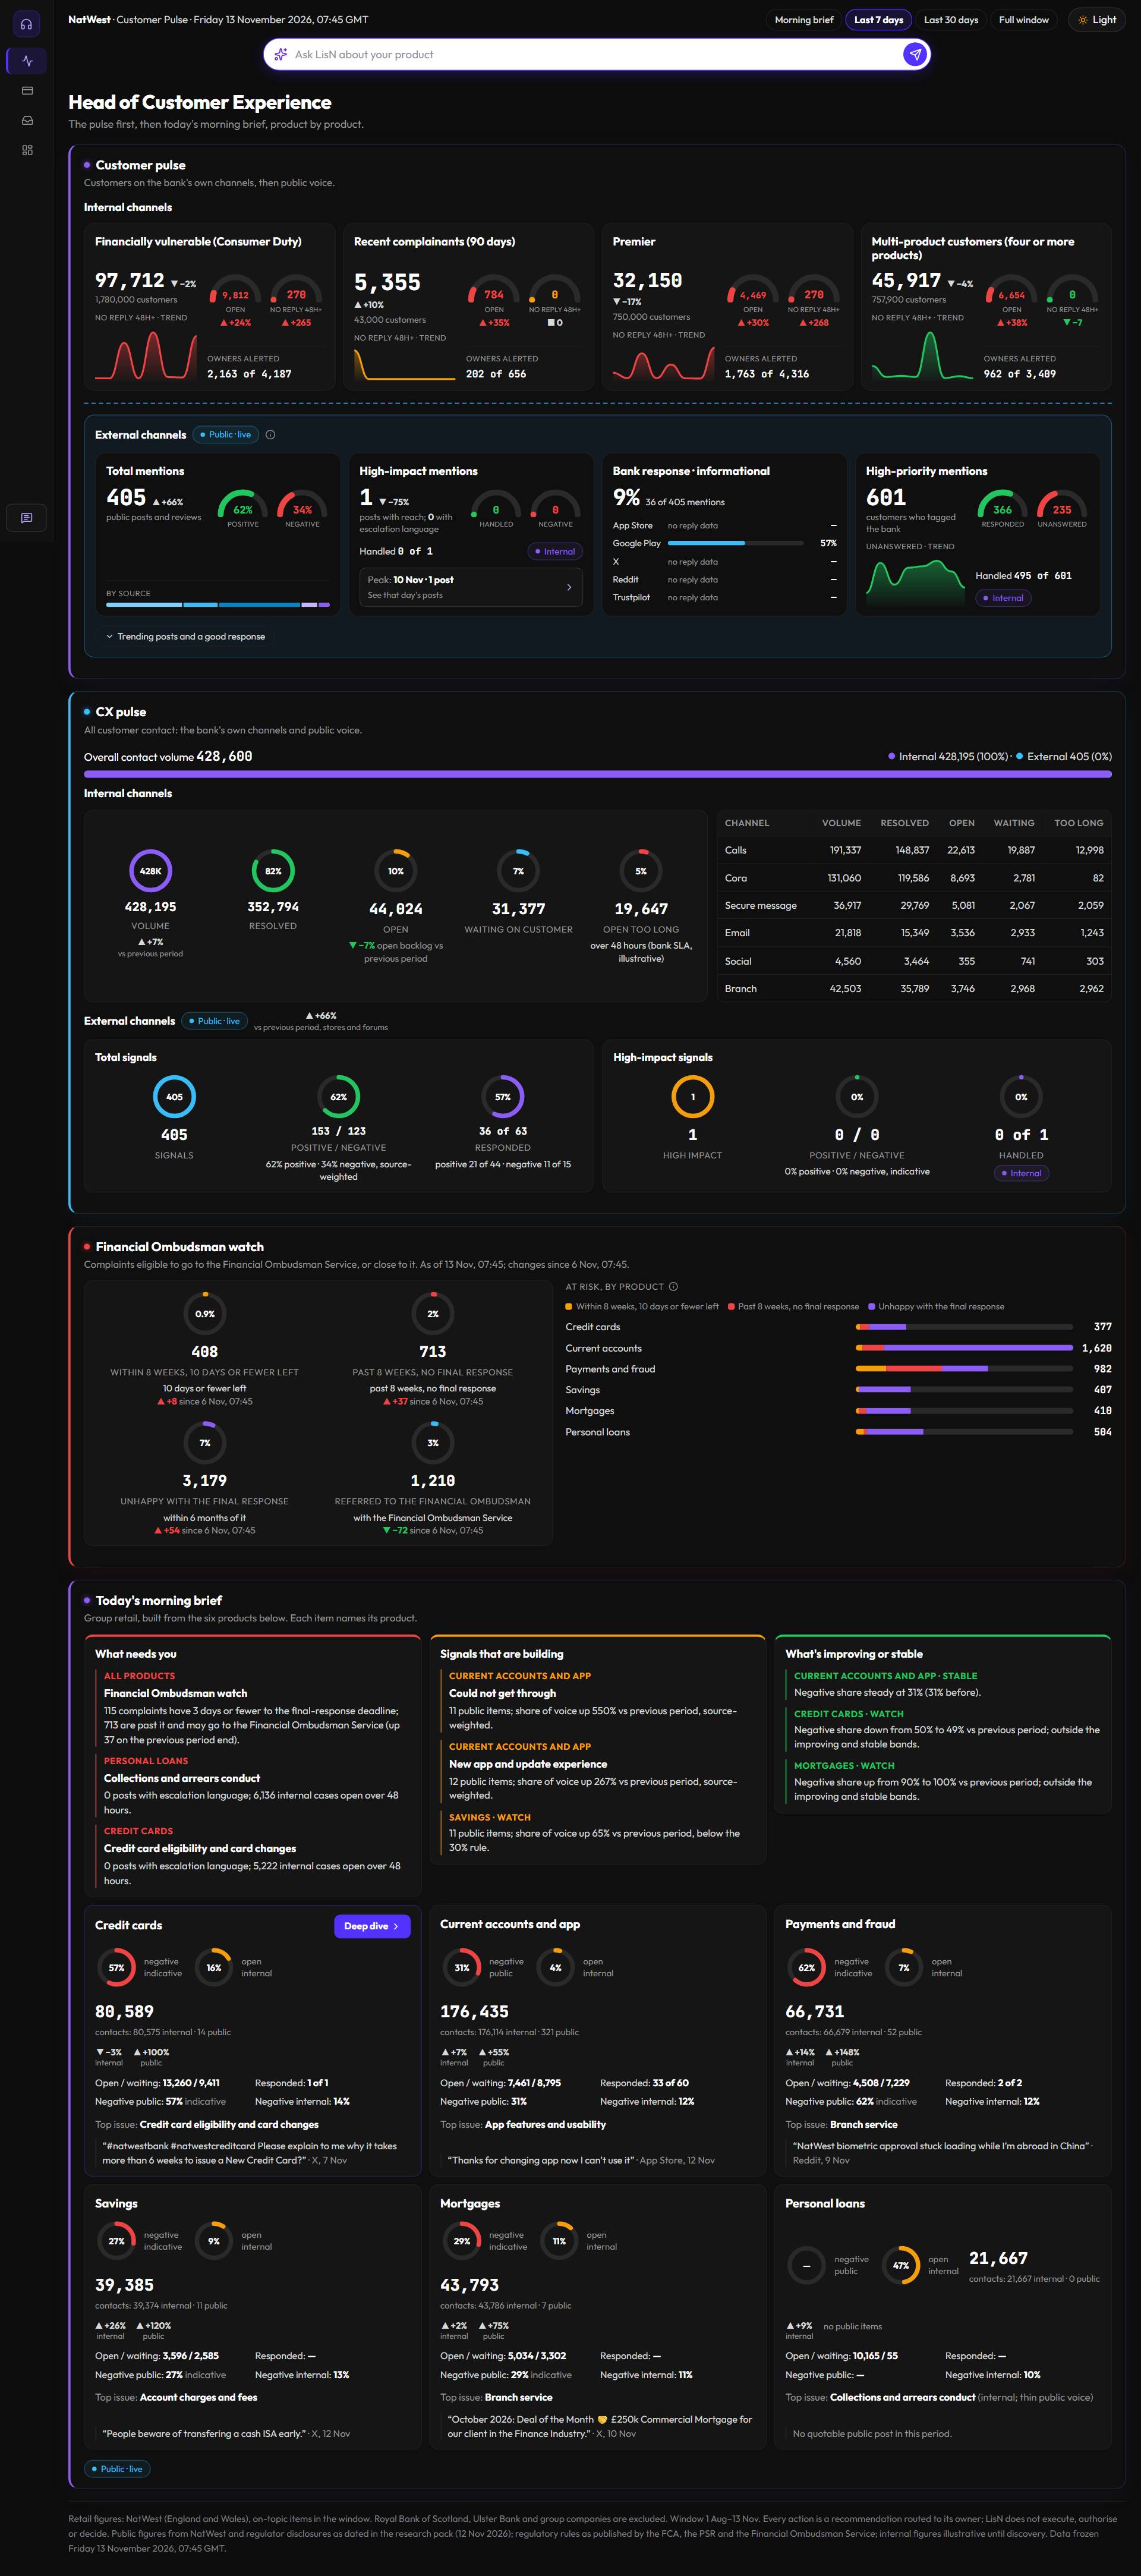 NatWest · Customer Pulse · Friday 13 November 2026, 07:45 GMT
Morning brief
Last 7 days
Last 30 days
Full window
Light
Ask LisN about your product
Head of Customer Experience
The pulse first, then today's morning brief, product by product.
Customer pulse
Customers on the bank's own channels, then public voice.
Internal channels
Financially vulnerable (Consumer Duty)
97,712 ▼ −2%
1,780,000 customers
9,812
OPEN
▲ +24%
270
NO REPLY 48H+
▲ +265
NO REPLY 48H+ · TREND
OWNERS ALERTED
2,163 of 4,187
Recent complainants (90 days)
5,355
▲ +10%
43,000 customers
784
OPEN
▲ +35%
0
NO REPLY 48H+
■ 0
NO REPLY 48H+ · TREND
OWNERS ALERTED
202 of 656
Premier
32,150
▼ −17%
750,000 customers
4,469
OPEN
▲ +30%
270
NO REPLY 48H+
▲ +268
NO REPLY 48H+ · TREND
OWNERS ALERTED
1,763 of 4,316
Multi-product customers (four or more
products)
45,917 ▼ −4%
757,900 customers
6,654
OPEN
▲ +38%
0
NO REPLY 48H+
▼ −7
NO REPLY 48H+ · TREND
OWNERS ALERTED
962 of 3,409
External channels
Public · live
Total mentions
405 ▲ +66%
public posts and reviews
62%
POSITIVE
34%
NEGATIVE
BY SOURCE
High-impact mentions
1 ▼ −75%
posts with reach; 0 with
escalation language
0
HANDLED
0
NEGATIVE
Handled 0 of 1
Internal
Peak: 10 Nov · 1 post
See that day's posts
Bank response · informational
9% 36 of 405 mentions
App Store no reply data –
Google Play 57%
X no reply data –
Reddit no reply data –
Trustpilot no reply data –
High-priority mentions
601
customers who tagged
the bank
366
RESPONDED
235
UNANSWERED
UNANSWERED · TREND
Handled 495 of 601
Internal
Trending posts and a good response
CX pulse
All customer contact: the bank's own channels and public voice.
Overall contact volume 428,600
Internal 428,195 (100%) · External 405 (0%)
Internal channels
428K
428,195
VOLUME
▲ +7%
vs previous period
82%
352,794
RESOLVED
10%
44,024
OPEN
▼ −7% open backlog vs
previous period
7%
31,377
WAITING ON CUSTOMER
5%
19,647
OPEN TOO LONG
over 48 hours (bank SLA,
illustrative)
CHANNEL VOLUME RESOLVED OPEN WAITING TOO LONG
Calls 191,337 148,837 22,613 19,887 12,998
Cora 131,060 119,586 8,693 2,781 82
Secure message 36,917 29,769 5,081 2,067 2,059
Email 21,818 15,349 3,536 2,933 1,243
Social 4,560 3,464 355 741 303
Branch 42,503 35,789 3,746 2,968 2,962
External channels
Public · live
▲ +66%
vs previous period, stores and forums
Total signals
405
405
SIGNALS
62%
153 / 123
POSITIVE / NEGATIVE
62% positive · 34% negative, source-
weighted
57%
36 of 63
RESPONDED
positive 21 of 44 · negative 11 of 15
High-impact signals
1
1
HIGH IMPACT
0%
0 / 0
POSITIVE / NEGATIVE
0% positive · 0% negative, indicative
0%
0 of 1
HANDLED
Internal
Financial Ombudsman watch
Complaints eligible to go to the Financial Ombudsman Service, or close to it. As of 13 Nov, 07:45; changes since 6 Nov, 07:45.
0.9%
408
WITHIN 8 WEEKS, 10 DAYS OR FEWER LEFT
10 days or fewer left
▲ +8 since 6 Nov, 07:45
2%
713
PAST 8 WEEKS, NO FINAL RESPONSE
past 8 weeks, no final response
▲ +37 since 6 Nov, 07:45
7%
3,179
UNHAPPY WITH THE FINAL RESPONSE
within 6 months of it
▲ +54 since 6 Nov, 07:45
3%
1,210
REFERRED TO THE FINANCIAL OMBUDSMAN
with the Financial Ombudsman Service
▼ −72 since 6 Nov, 07:45
AT RISK, BY PRODUCT
Within 8 weeks, 10 days or fewer left Past 8 weeks, no final response Unhappy with the final response
Credit cards 377
Current accounts 1,620
Payments and fraud 982
Savings 407
Mortgages 410
Personal loans 504
Today's morning brief
Group retail, built from the six products below. Each item names its product.
What needs you
ALL PRODUCTS
Financial Ombudsman watch
115 complaints have 3 days or fewer to the final-response deadline;
713 are past it and may go to the Financial Ombudsman Service (up
37 on the previous period end).
PERSONAL LOANS
Collections and arrears conduct
0 posts with escalation language; 6,136 internal cases open over 48
hours.
CREDIT CARDS
Credit card eligibility and card changes
0 posts with escalation language; 5,222 internal cases open over 48
hours.
Signals that are building
CURRENT ACCOUNTS AND APP
Could not get through
11 public items; share of voice up 550% vs previous period, source-
weighted.
CURRENT ACCOUNTS AND APP
New app and update experience
12 public items; share of voice up 267% vs previous period, source-
weighted.
SAVINGS · WATCH
11 public items; share of voice up 65% vs previous period, below the
30% rule.
What's improving or stable
CURRENT ACCOUNTS AND APP · STABLE
Negative share steady at 31% (31% before).
CREDIT CARDS · WATCH
Negative share down from 50% to 49% vs previous period; outside the
improving and stable bands.
MORTGAGES · WATCH
Negative share up from 90% to 100% vs previous period; outside the
improving and stable bands.
Credit cards
Deep dive
57%
negative
indicative
16%
open
internal
80,589
contacts: 80,575 internal · 14 public
▼ −3%
internal
▲ +100%
public
Open / waiting: 13,260 / 9,411
Responded: 1 of 1
Negative public: 57% indicative
Negative internal: 14%
Top issue: Credit card eligibility and card changes
“#natwestbank #natwestcreditcard Please explain to me why it takes
more than 6 weeks to issue a New Credit Card?” · X, 7 Nov
Current accounts and app
31%
negative
public
4%
open
internal
176,435
contacts: 176,114 internal · 321 public
▲ +7%
internal
▲ +55%
public
Open / waiting: 7,461 / 8,795
Responded: 33 of 60
Negative public: 31%
Negative internal: 12%
Top issue: App features and usability
“Thanks for changing app now I can’t use it” · App Store, 12 Nov
Payments and fraud
62%
negative
indicative
7%
open
internal
66,731
contacts: 66,679 internal · 52 public
▲ +14%
internal
▲ +148%
public
Open / waiting: 4,508 / 7,229
Responded: 2 of 2
Negative public: 62% indicative
Negative internal: 12%
Top issue: Branch service
“NatWest biometric approval stuck loading while I’m abroad in China” ·
Reddit, 9 Nov
Savings
27%
negative
indicative
9%
open
internal
39,385
contacts: 39,374 internal · 11 public
▲ +26%
internal
▲ +120%
public
Open / waiting: 3,596 / 2,585
Responded: –
Negative public: 27% indicative
Negative internal: 13%
Top issue: Account charges and fees
“People beware of transfering a cash ISA early.” · X, 12 Nov
Mortgages
29%
negative
indicative
11%
open
internal
43,793
contacts: 43,786 internal · 7 public
▲ +2%
internal
▲ +75%
public
Open / waiting: 5,034 / 3,302
Responded: –
Negative public: 29% indicative
Negative internal: 11%
Top issue: Branch service
“October 2026: Deal of the Month 🤝 £250k Commercial Mortgage for
our client in the Finance Industry.” · X, 10 Nov
Personal loans
–
negative
public
47%
open
internal
21,667
contacts: 21,667 internal · 0 public
▲ +9%
internal
no public items
Open / waiting: 10,165 / 55
Responded: –
Negative public: –
Negative internal: 10%
Top issue: Collections and arrears conduct (internal; thin public voice)
No quotable public post in this period.
Public · live
Retail figures: NatWest (England and Wales), on-topic items in the window. Royal Bank of Scotland, Ulster Bank and group companies are excluded. Window 1 Aug–13 Nov. Every action is a recommendation routed to its owner; LisN does not execute, authorise
or decide. Public figures from NatWest and regulator disclosures as dated in the research pack (12 Nov 2026); regulatory rules as published by the FCA, the PSR and the Financial Ombudsman Service; internal figures illustrative until discovery. Data frozen
Friday 13 November 2026, 07:45 GMT.